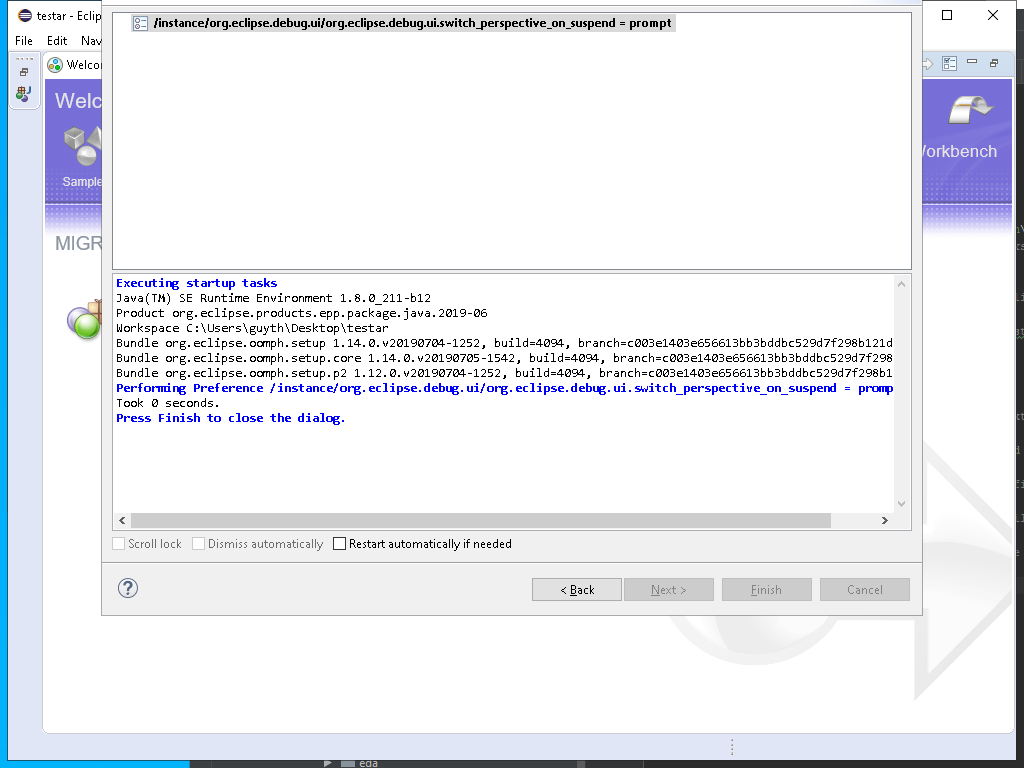 testar - Eclip
File Edit Nav
/instance/org.eclipse.debug.ui/org.eclipse.debug.ui.switch_perspective_on_suspend = prompt
Welco
Welc
Sample
orkbench
MIGR
Executing startup tasks
Java(TM) SE Runtime Environment 1.8.0_211-b12
Product org.eclipse.products.epp.package.java.2019-06
Workspace C:\Users\guyth\Desktop\testar
Bundle org.eclipse.oomph.setup 1.14.0.v20190704-1252, build=4094, branch=c003e1403e656613bb3bddbc529d7f298b121d
Bundle org.eclipse.oomph.setup.core 1.14.0.v20190705-1542, build=4094, branch=c003e1403e656613bb3bddbc529d7f298
Bundle org.eclipse.oomph.setup.p2 1.12.0.v20190704-1252, build=4094, branch=c003e1403e656613bb3bddbc529d7f298b1
Performing Preference /instance/org.eclipse.debug.ui/org.eclipse.debug.ui.switch_perspective_on_suspend = promp
Took 0 seconds.
Press Finish to close the dialog.
Scroll lock Dismiss automatically Restart automatically if needed
? < Back Next > Finish Cancel
eda